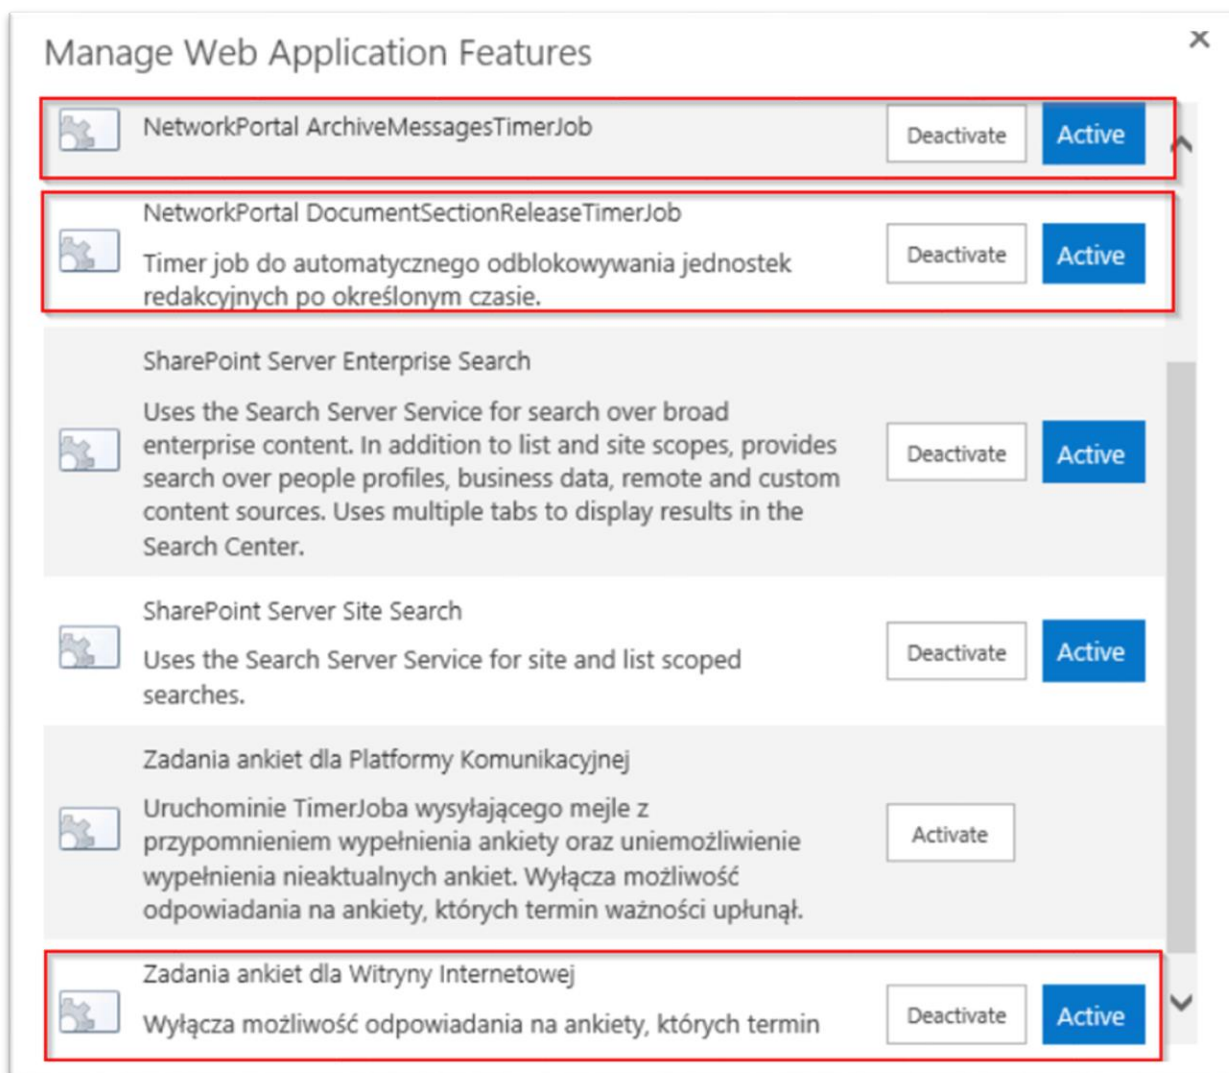 Manage Web Application Features
NetworkPortal ArchiveMessagesTimerJob
Deactivate
Active
NetworkPortal DocumentSectionReleaseTimerJob
Timer job do automatycznego odblokowywania jednostek
redakcyjnych po określonym czasie.
Deactivate
Active
SharePoint Server Enterprise Search
Uses the Search Server Service for search over broad
enterprise content. In addition to list and site scopes, provides
search over people profiles, business data, remote and custom
content sources. Uses multiple tabs to display results in the
Search Center.
Deactivate
Active
SharePoint Server Site Search
Uses the Search Server Service for site and list scoped
searches.
Deactivate
Active
Zadania ankiet dla Platformy Komunikacyjnej
Uruchominie TimerJoba wysyłającego mejle z
przypomnieniem wypełnienia ankiety oraz uniemożliwienie
wypełnienia nieaktualnych ankiet. Wyłącza możliwość
odpowiadania na ankiety, których termin ważności upłunął.
Activate
Zadania ankiet dla Witryny Internetowej
Wyłącza możliwość odpowiadania na ankiety, których termin
Deactivate
Active